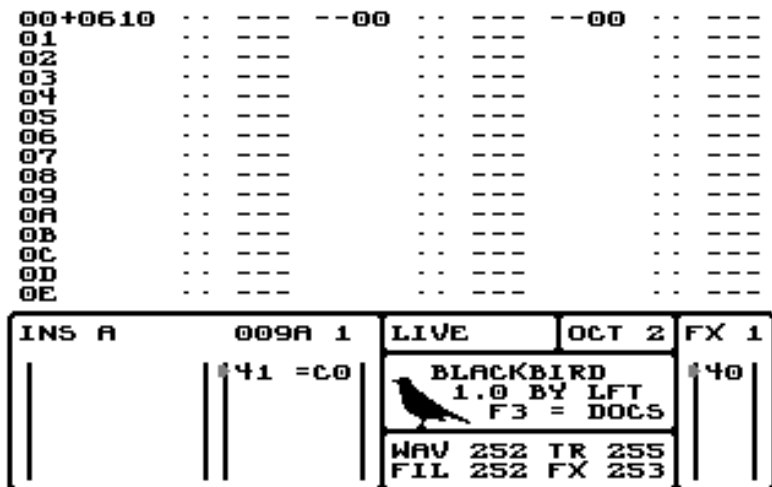 00+0610 .. --- --00 .. --- --00 .. ---
01 .. --- .. --- .. ---
02 .. --- .. --- .. ---
03 .. --- .. --- .. ---
04 .. --- .. --- .. ---
05 .. --- .. --- .. ---
06 .. --- .. --- .. ---
07 .. --- .. --- .. ---
08 .. --- .. --- .. ---
09 .. --- .. --- .. ---
0A .. --- .. --- .. ---
0B .. --- .. --- .. ---
0C .. --- .. --- .. ---
0D .. --- .. --- .. ---
0E .. --- .. --- .. ---
INS A 009A 1 LIVE OCT 2 FX 1
41 =C0 BLACKBIRD 40
1.0 BY LFT
F3 = DOCS
WAV 252 TR 255
FIL 252 FX 253